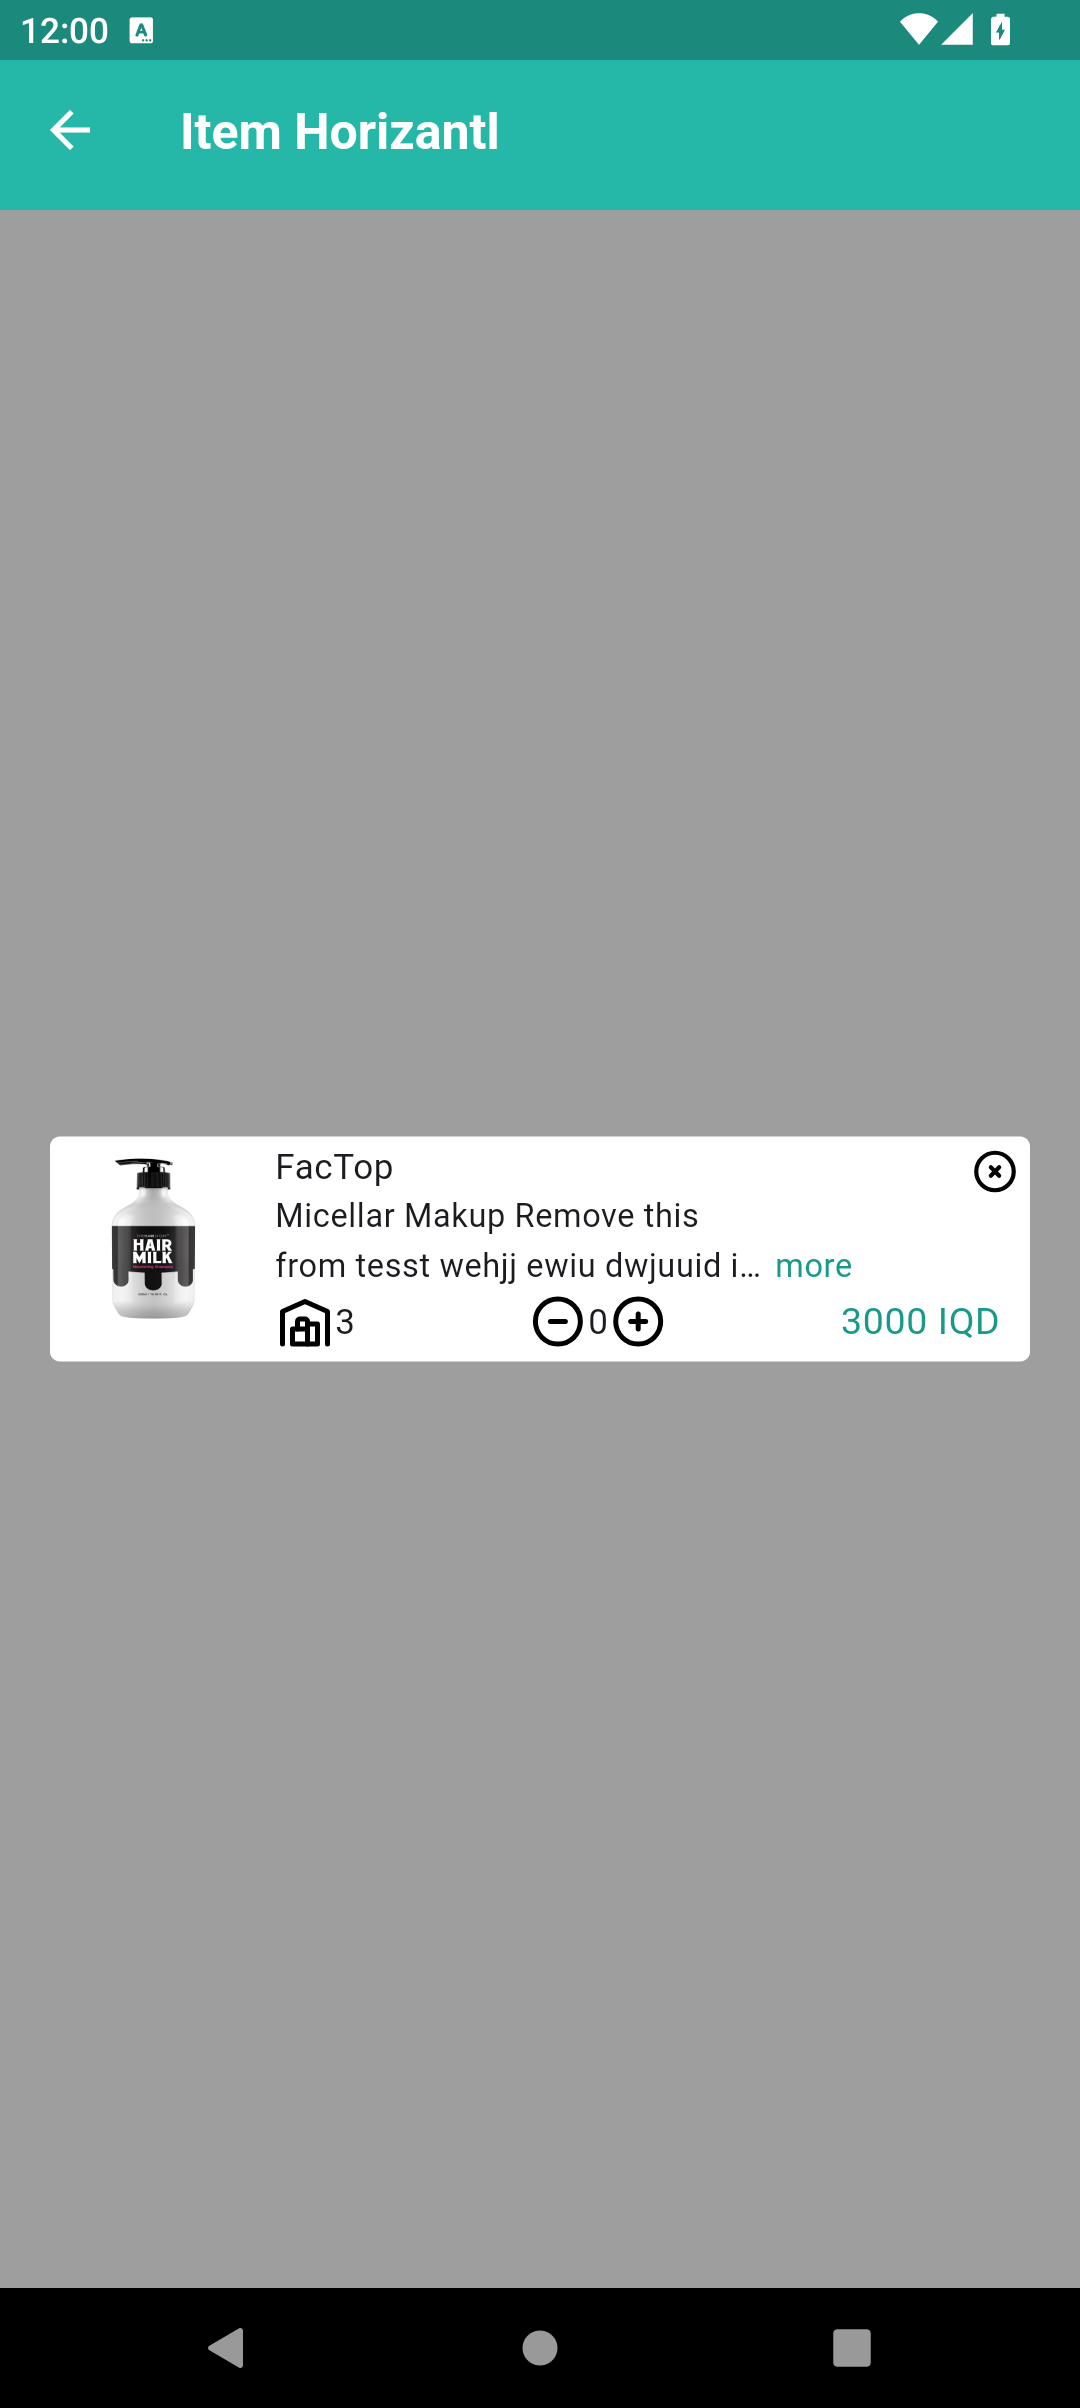 12:00
Item Horizantl
FacTop
Micellar Makup Remove this
from tesst wehjj ewiu dwjuuid i... more
HAIR
MILK
3
0
3000 IQD